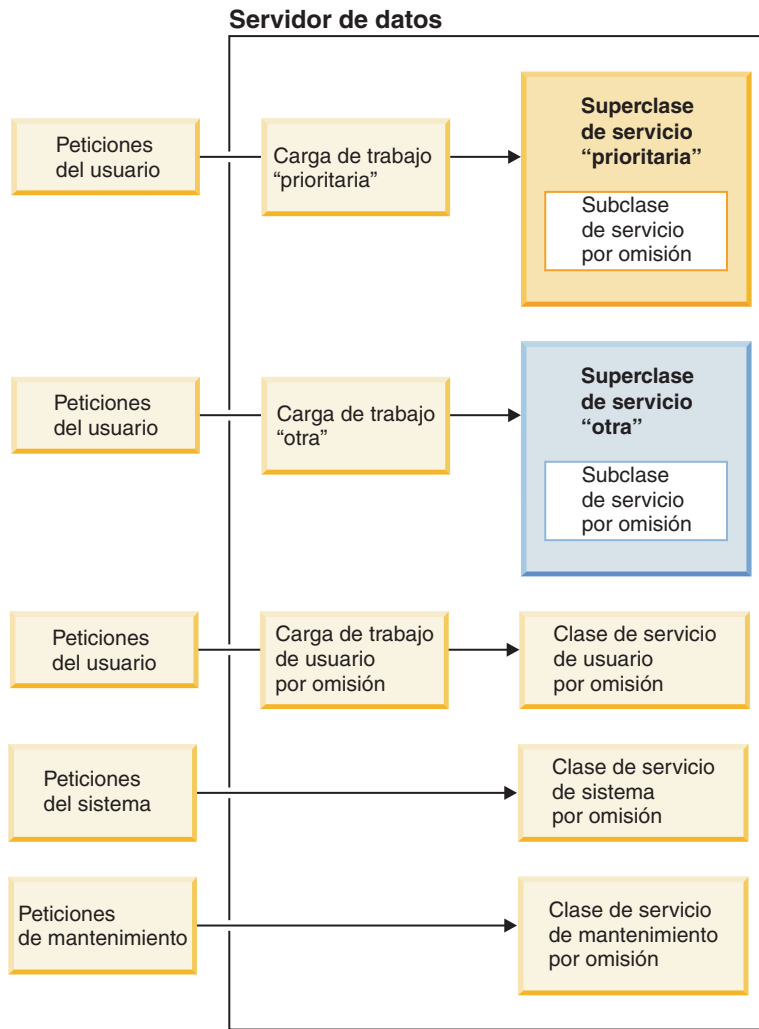 Servidor de datos
Peticiones
del usuario
Carga de trabajo
“prioritaria”
Superclase
de servicio
“prioritaria”
Subclase
de servicio
por omisión
Peticiones
del usuario
Carga de trabajo
“otra”
Superclase
de servicio
“otra”
Subclase
de servicio
por omisión
Peticiones
del usuario
Carga de trabajo
de usuario
por omisión
Clase de servicio
de usuario
por omisión
Peticiones
del sistema
Clase de servicio
de sistema
por omisión
Peticiones
de mantenimiento
Clase de servicio
de mantenimiento
por omisión